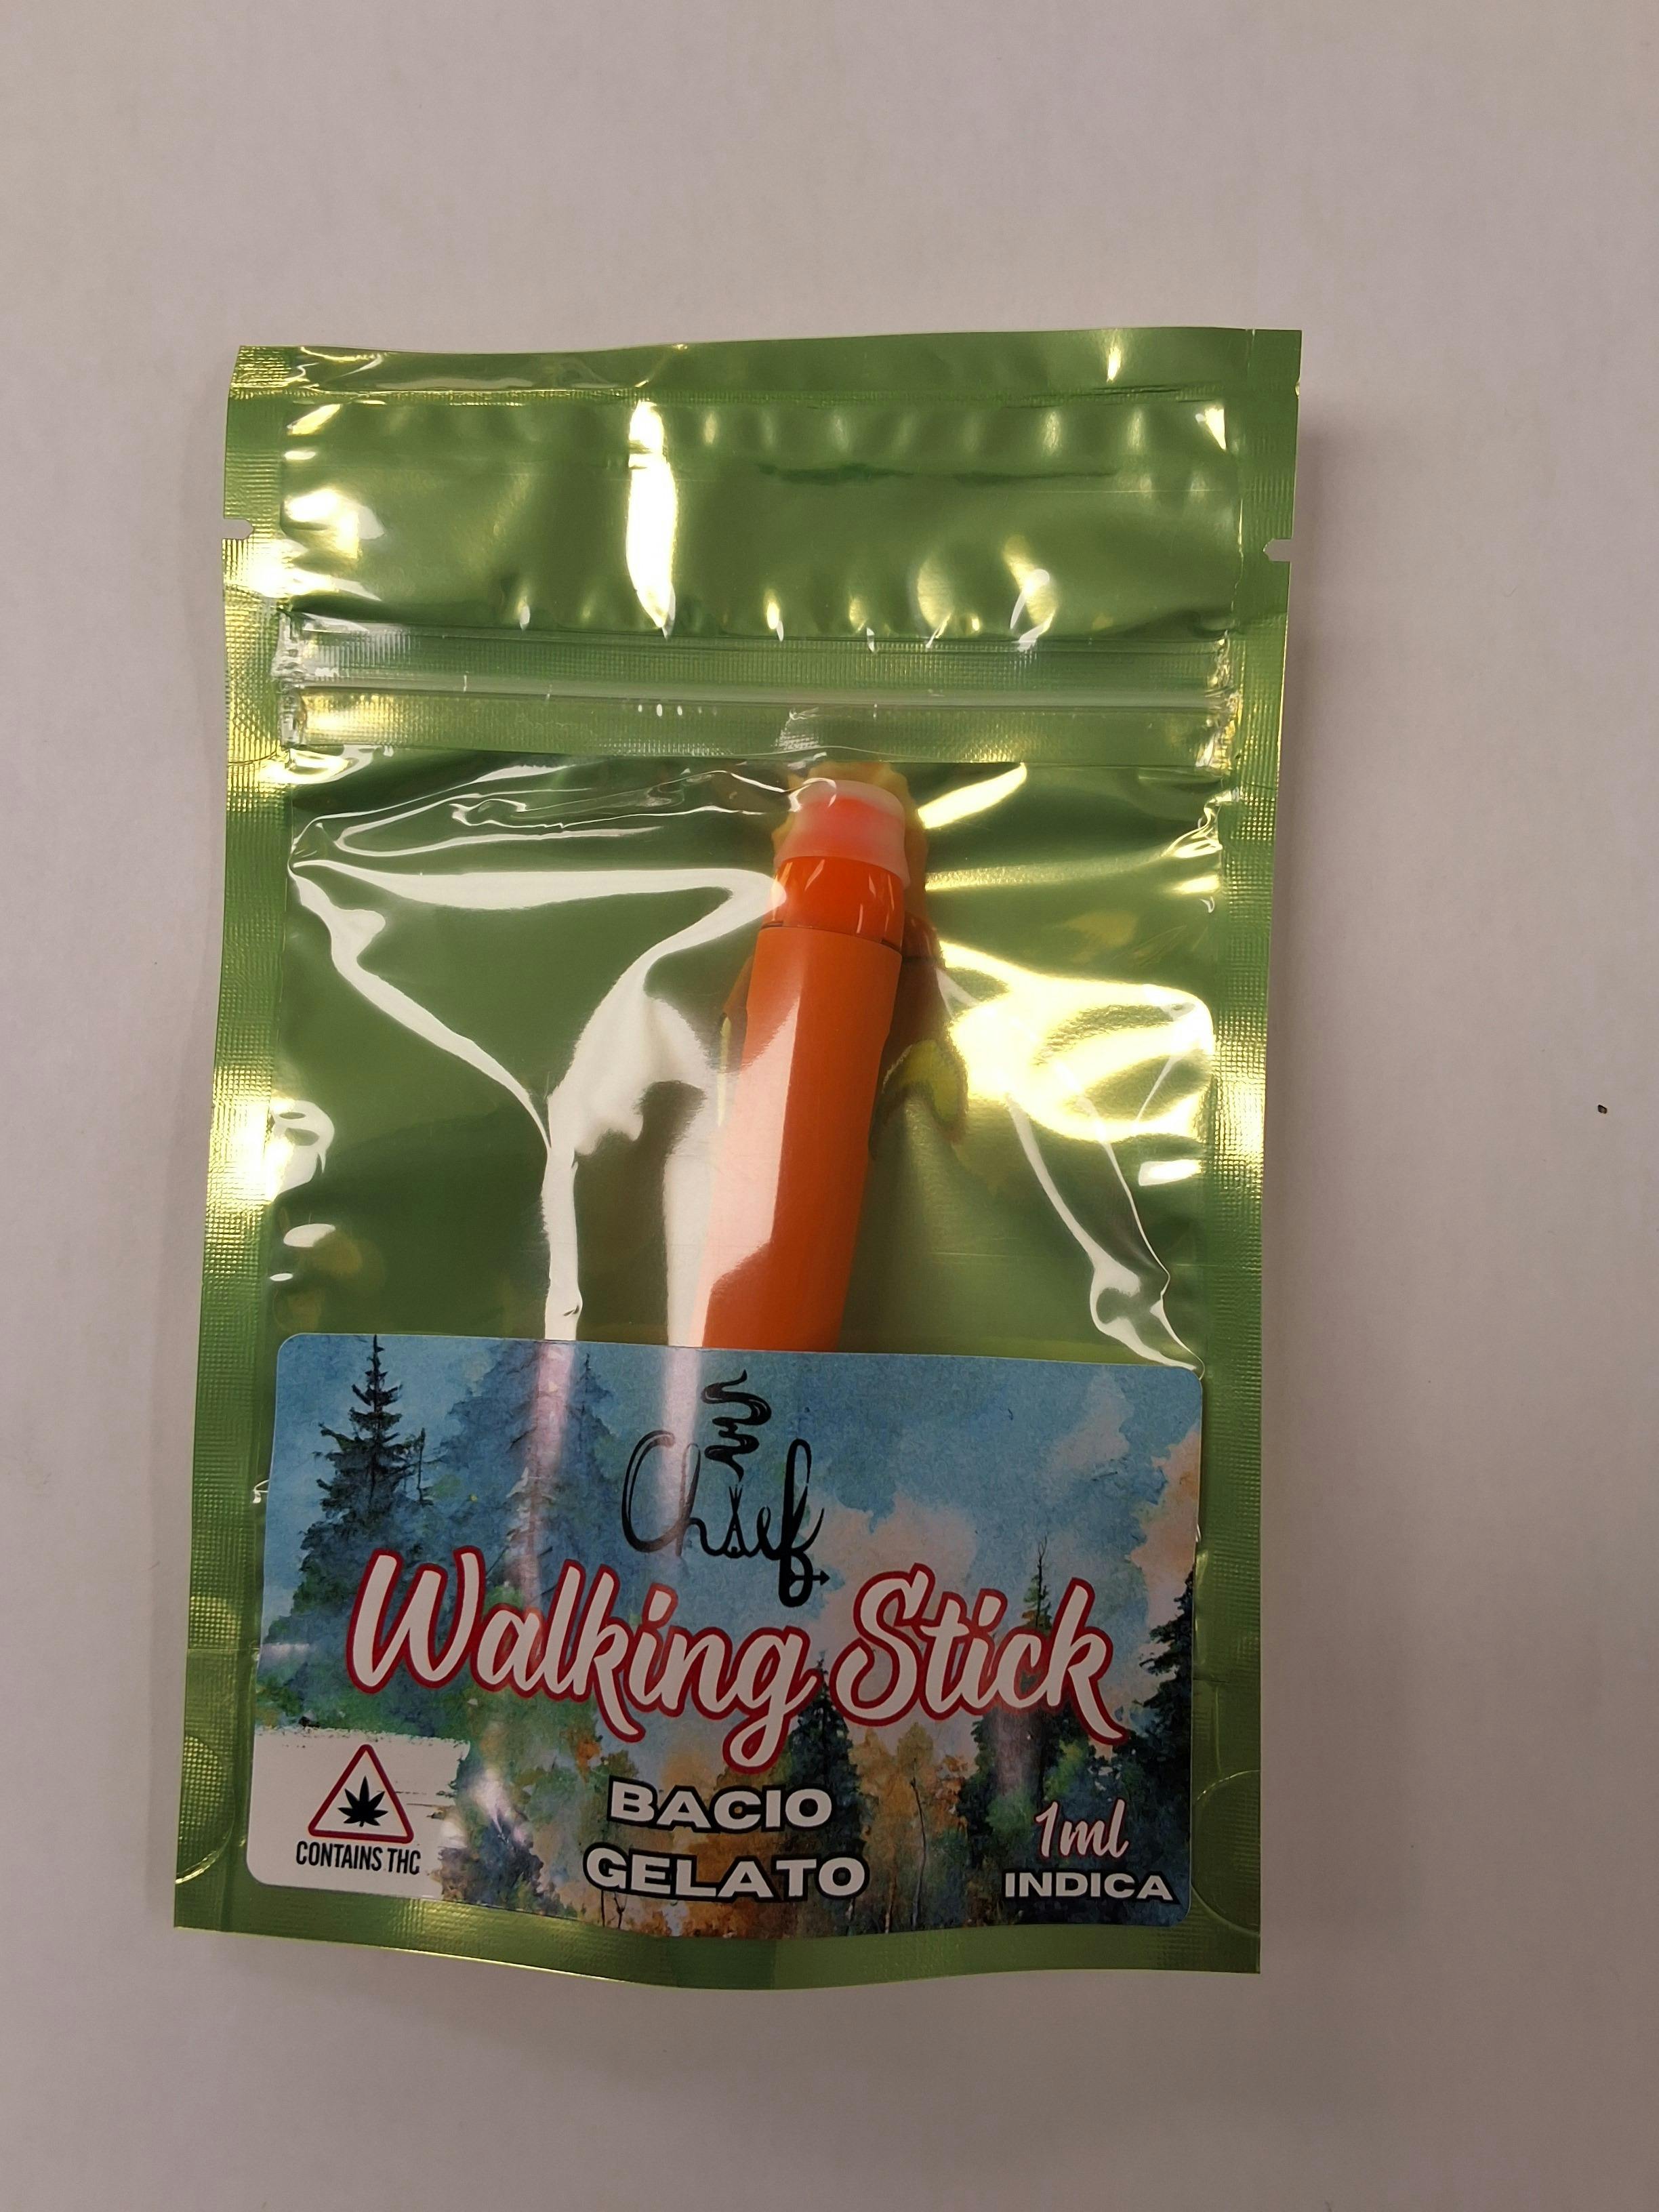 Chief
Walking Stick
BACIO
GELATO
1ml
INDICA
CONTAINS THC